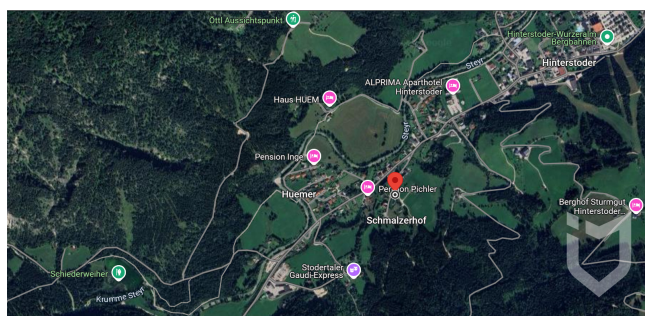 Öttl Aussichtspunkt
Hinterstoder-Wurzeralm
Bergbahnen
Steyr
Hinterstoder
ALPRIMA Aparthotel
Hinterstoder
Haus HUEM
Steyr
Pension Inge
Pension Pichler
Huemer
Berghof Sturmgut
Hinterstoder...
Schmalzerhof
Stodertaler
Gaudi-Express
Schiederweiher
Krumme Steyr